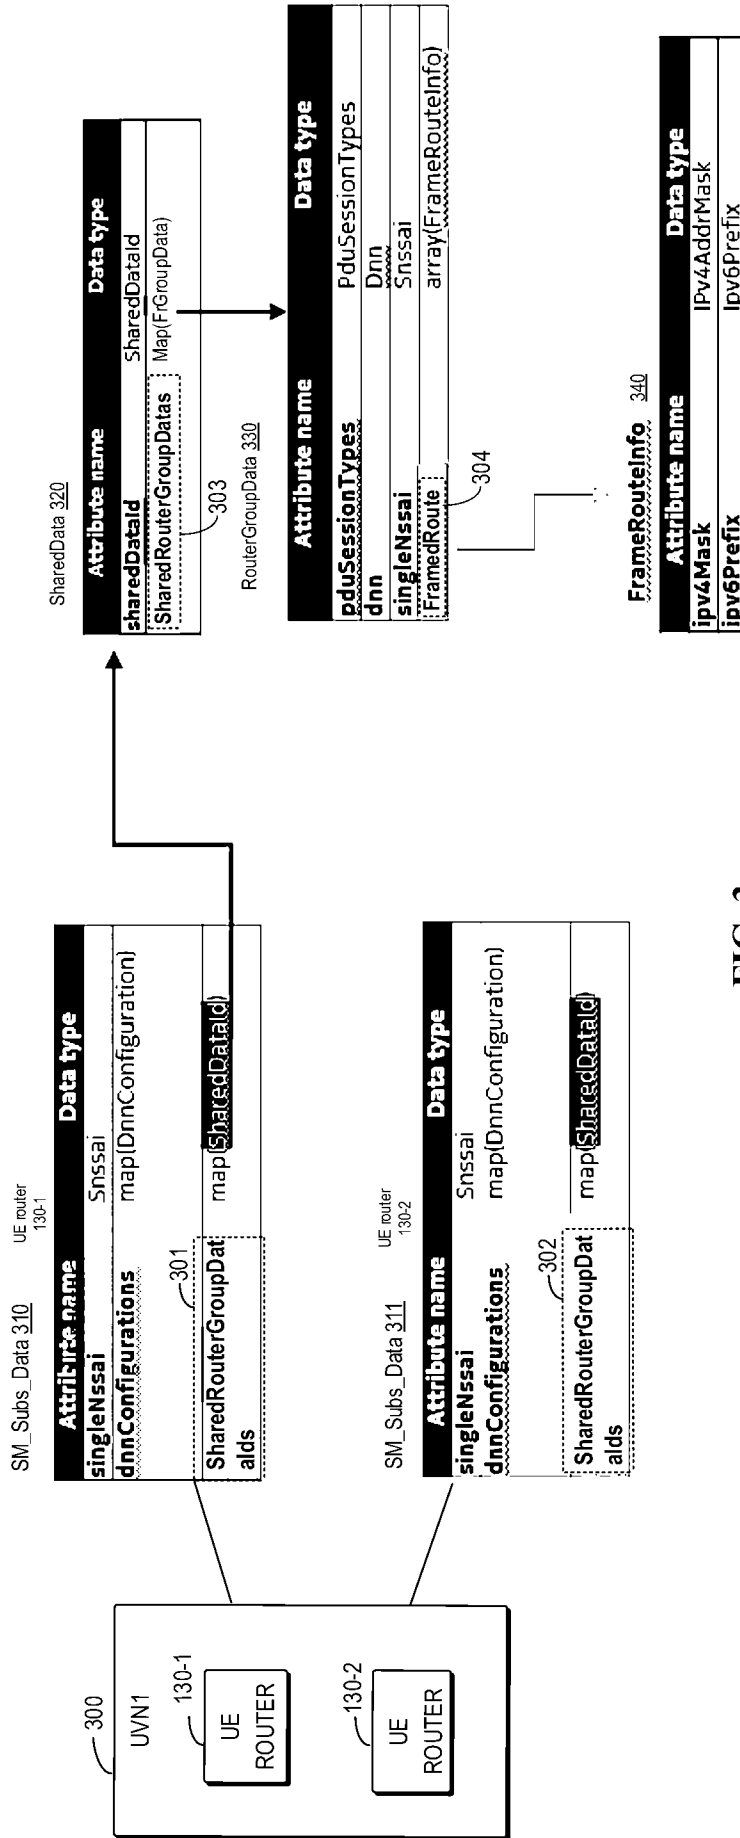 300
UVN1
130-1
UE
ROUTER
130-2
UE
ROUTER
SM_Subs_Data 310
UE router
130-1
Attribute name Data type
singleNssai Snssai
dnnConfigurations map(DnnConfiguration)
301
SharedRouterGroupDat
aIds
map(SharedDataId)
SM_Subs_Data 311
UE router
130-2
Attribute name Data type
singleNssai Snssai
dnnConfigurations map(DnnConfiguration)
302
SharedRouterGroupDat
aIds
map(SharedDataId)
SharedData 320
Attribute name Data type
sharedDataId SharedDataId
SharedRouterGroupDatas Map(FrGroupData)
303
RouterGroupData 330
Attribute name Data type
pduSessionTypes PduSessionTypes
dnn Dnn
singleNssai Snssai
FramedRoute array(FrameRouteInfo)
304
FrameRouteInfo 340
Attribute name Data type
ipv4Mask IPv4AddrMask
ipv6Prefix Ipv6Prefix